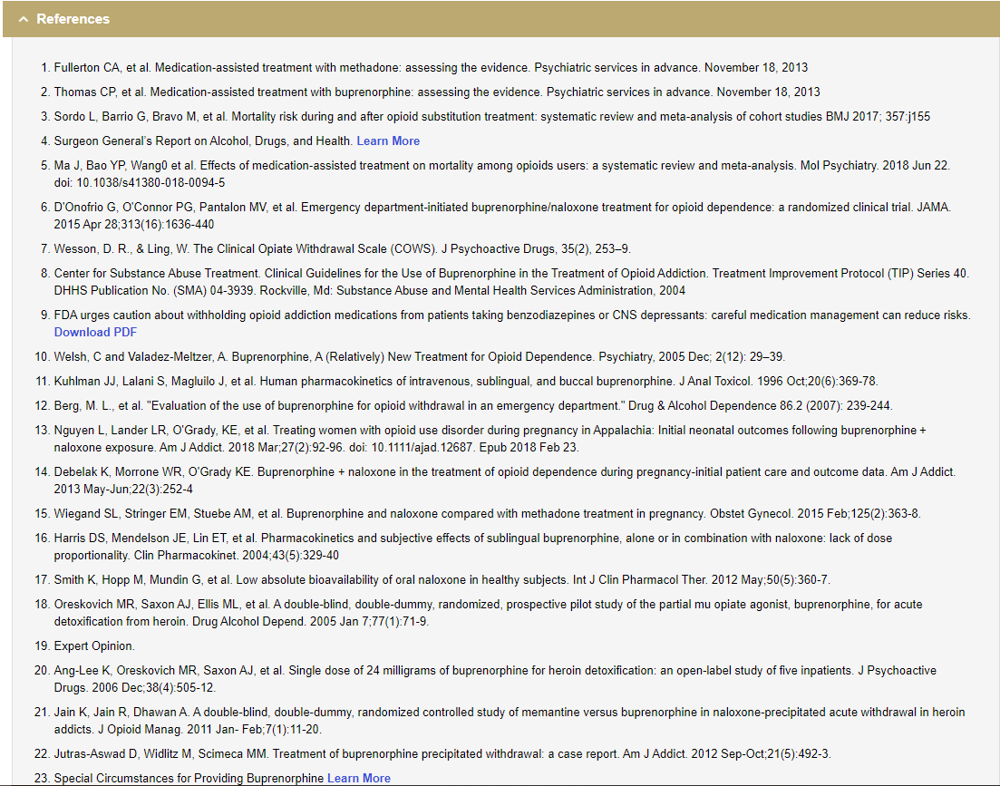 References
1. Fullerton CA, et al. Medication-assisted treatment with methadone: assessing the evidence. Psychiatric services in advance. November 18, 2013
2. Thomas CP, et al. Medication-assisted treatment with buprenorphine: assessing the evidence. Psychiatric services in advance. November 18, 2013
3. Sordo L, Barrio G, Bravo M, et al. Mortality risk during and after opioid substitution treatment: systematic review and meta-analysis of cohort studies BMJ 2017; 357:j155
4. Surgeon General's Report on Alcohol, Drugs, and Health. Learn More
5. Ma J, Bao YP, Wang0 et al. Effects of medication-assisted treatment on mortality among opioids users: a systematic review and meta-analysis. Mol Psychiatry. 2018 Jun 22.
doi: 10.1038/s41380-018-0094-5
6. D'Onofrio G, O'Connor PG, Pantalon MV, et al. Emergency department-initiated buprenorphine/naloxone treatment for opioid dependence: a randomized clinical trial. JAMA.
2015 Apr 28;313(16):1636-440
7. Wesson, D. R., & Ling, W. The Clinical Opiate Withdrawal Scale (COWS). J Psychoactive Drugs, 35(2), 253–9.
8. Center for Substance Abuse Treatment. Clinical Guidelines for the Use of Buprenorphine in the Treatment of Opioid Addiction. Treatment Improvement Protocol (TIP) Series 40.
DHHS Publication No. (SMA) 04-3939. Rockville, Md: Substance Abuse and Mental Health Services Administration, 2004
9. FDA urges caution about withholding opioid addiction medications from patients taking benzodiazepines or CNS depressants: careful medication management can reduce risks.
Download PDF
10. Welsh, C and Valadez-Meltzer, A. Buprenorphine, A (Relatively) New Treatment for Opioid Dependence. Psychiatry, 2005 Dec; 2(12): 29–39.
11. Kuhlman JJ, Lalani S, Magluilo J, et al. Human pharmacokinetics of intravenous, sublingual, and buccal buprenorphine. J Anal Toxicol. 1996 Oct;20(6):369-78.
12. Berg, M. L., et al. "Evaluation of the use of buprenorphine for opioid withdrawal in an emergency department." Drug & Alcohol Dependence 86.2 (2007): 239-244.
13. Nguyen L, Lander LR, O'Grady, KE, et al. Treating women with opioid use disorder during pregnancy in Appalachia: Initial neonatal outcomes following buprenorphine +
naloxone exposure. Am J Addict. 2018 Mar;27(2):92-96. doi: 10.1111/ajad.12687. Epub 2018 Feb 23.
14. Debelak K, Morrone WR, O'Grady KE. Buprenorphine + naloxone in the treatment of opioid dependence during pregnancy-initial patient care and outcome data. Am J Addict.
2013 May-Jun;22(3):252-4
15. Wiegand SL, Stringer EM, Stuebe AM, et al. Buprenorphine and naloxone compared with methadone treatment in pregnancy. Obstet Gynecol. 2015 Feb;125(2):363-8.
16. Harris DS, Mendelson JE, Lin ET, et al. Pharmacokinetics and subjective effects of sublingual buprenorphine, alone or in combination with naloxone: lack of dose
proportionality. Clin Pharmacokinet. 2004;43(5):329-40
17. Smith K, Hopp M, Mundin G, et al. Low absolute bioavailability of oral naloxone in healthy subjects. Int J Clin Pharmacol Ther. 2012 May;50(5):360-7.
18. Oreskovich MR, Saxon AJ, Ellis ML, et al. A double-blind, double-dummy, randomized, prospective pilot study of the partial mu opiate agonist, buprenorphine, for acute
detoxification from heroin. Drug Alcohol Depend. 2005 Jan 7;77(1):71-9.
19. Expert Opinion.
20. Ang-Lee K, Oreskovich MR, Saxon AJ, et al. Single dose of 24 milligrams of buprenorphine for heroin detoxification: an open-label study of five inpatients. J Psychoactive
Drugs. 2006 Dec;38(4):505-12.
21. Jain K, Jain R, Dhawan A. A double-blind, double-dummy, randomized controlled study of memantine versus buprenorphine in naloxone-precipitated acute withdrawal in heroin
addicts. J Opioid Manag. 2011 Jan- Feb;7(1):11-20.
22. Jutras-Aswad D, Widlitz M, Scimeca MM. Treatment of buprenorphine precipitated withdrawal: a case report. Am J Addict. 2012 Sep-Oct;21(5):492-3.
23. Special Circumstances for Providing Buprenorphine Learn More